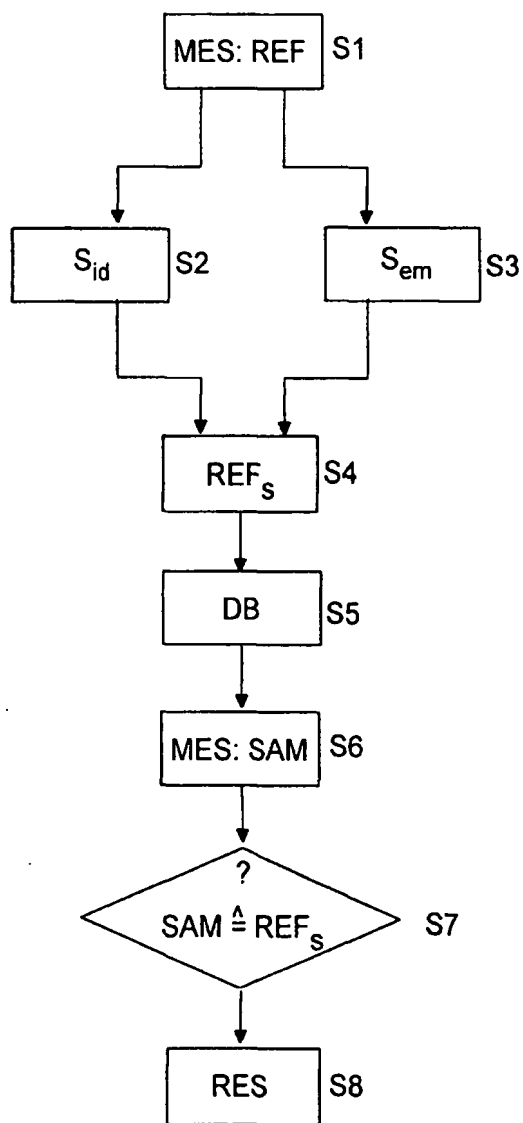 MES: REF S1
S_id S2 S_em S3
REF_s S4
DB S5
MES: SAM S6
?
SAM ≙ REF_s S7
RES S8